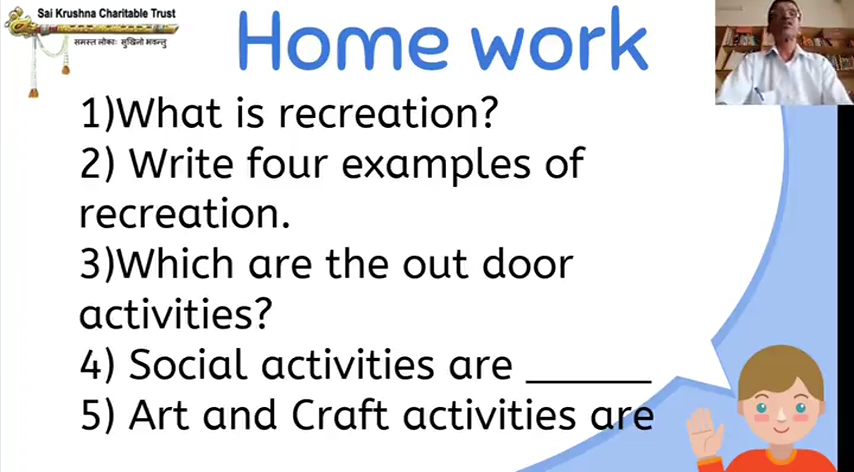 Sai Krushna Charitable Trust
समस्त लोकाः सुखिनो भवन्तु
Home work
1)What is recreation?
2) Write four examples of
recreation.
3)Which are the out door
activities?
4) Social activities are ______
5) Art and Craft activities are